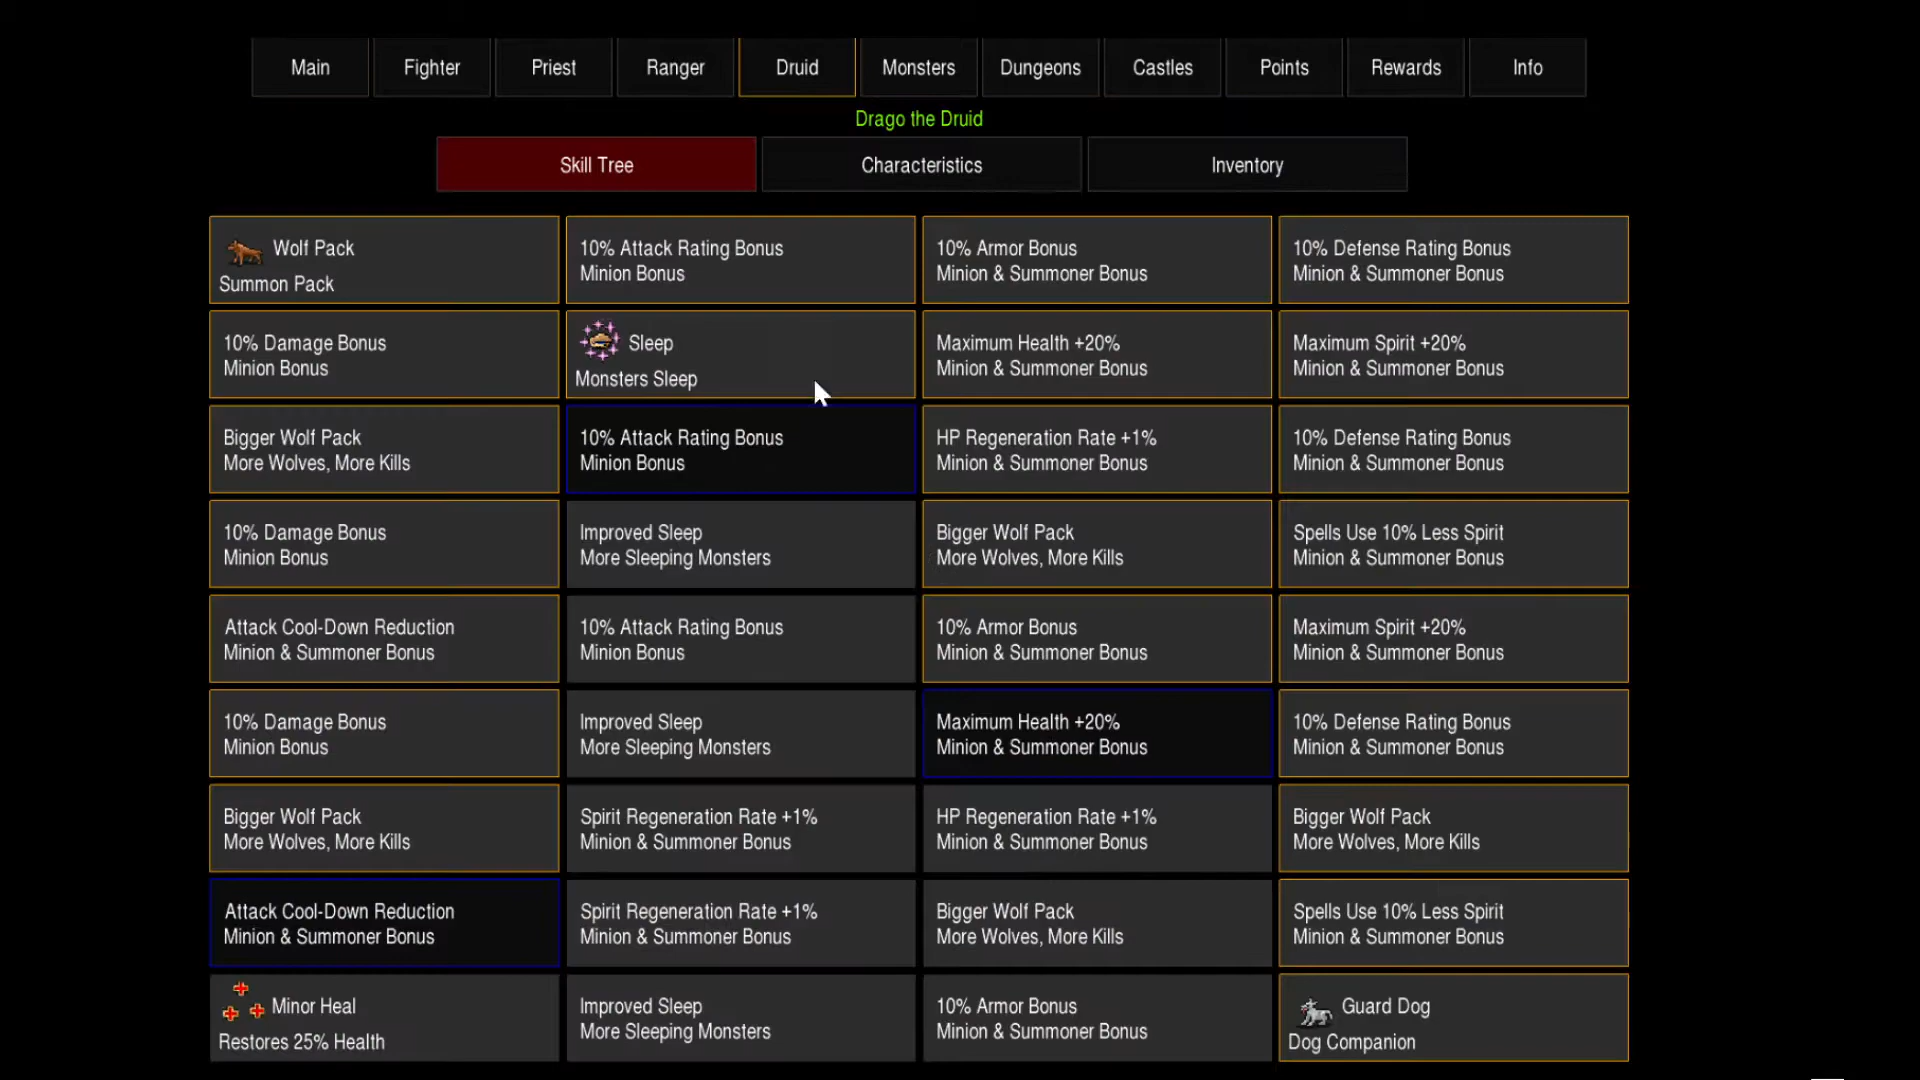 Main
Fighter
Priest
Ranger
Druid
Monsters
Dungeons
Castles
Points
Rewards
Info
Drago the Druid
Skill Tree
Characteristics
Inventory
Wolf Pack
Summon Pack
10% Attack Rating Bonus
Minion Bonus
10% Armor Bonus
Minion & Summoner Bonus
10% Defense Rating Bonus
Minion & Summoner Bonus
10% Damage Bonus
Minion Bonus
Sleep
Monsters Sleep
Maximum Health +20%
Minion & Summoner Bonus
Maximum Spirit +20%
Minion & Summoner Bonus
Bigger Wolf Pack
More Wolves, More Kills
10% Attack Rating Bonus
Minion Bonus
HP Regeneration Rate +1%
Minion & Summoner Bonus
10% Defense Rating Bonus
Minion & Summoner Bonus
10% Damage Bonus
Minion Bonus
Improved Sleep
More Sleeping Monsters
Bigger Wolf Pack
More Wolves, More Kills
Spells Use 10% Less Spirit
Minion & Summoner Bonus
Attack Cool-Down Reduction
Minion & Summoner Bonus
10% Attack Rating Bonus
Minion Bonus
10% Armor Bonus
Minion & Summoner Bonus
Maximum Spirit +20%
Minion & Summoner Bonus
10% Damage Bonus
Minion Bonus
Improved Sleep
More Sleeping Monsters
Maximum Health +20%
Minion & Summoner Bonus
10% Defense Rating Bonus
Minion & Summoner Bonus
Bigger Wolf Pack
More Wolves, More Kills
Spirit Regeneration Rate +1%
Minion & Summoner Bonus
HP Regeneration Rate +1%
Minion & Summoner Bonus
Bigger Wolf Pack
More Wolves, More Kills
Attack Cool-Down Reduction
Minion & Summoner Bonus
Spirit Regeneration Rate +1%
Minion & Summoner Bonus
Bigger Wolf Pack
More Wolves, More Kills
Spells Use 10% Less Spirit
Minion & Summoner Bonus
Minor Heal
Restores 25% Health
Improved Sleep
More Sleeping Monsters
10% Armor Bonus
Minion & Summoner Bonus
Guard Dog
Dog Companion